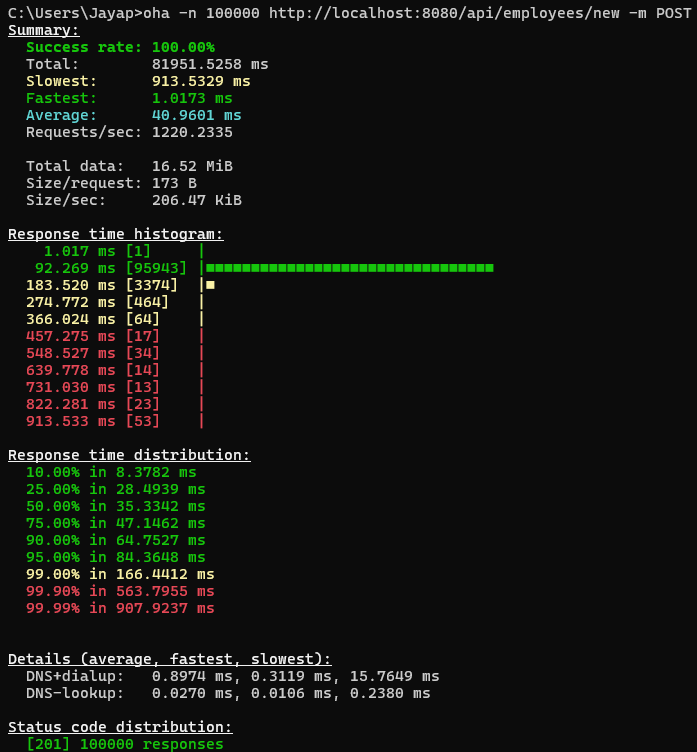 C:\Users\Jayap>oha -n 100000 http://localhost:8080/api/employees/new -m POST
Summary:
  Success rate: 100.00%
  Total:        81951.5258 ms
  Slowest:      913.5329 ms
  Fastest:      1.0173 ms
  Average:      40.9601 ms
  Requests/sec: 1220.2335

  Total data:   16.52 MiB
  Size/request: 173 B
  Size/sec:     206.47 KiB

Response time histogram:
    1.017 ms [1]     |
   92.269 ms [95943] |■■■■■■■■■■■■■■■■■■■■■■■■■■■■■■■■
  183.520 ms [3374]  |■
  274.772 ms [464]   |
  366.024 ms [64]    |
  457.275 ms [17]    |
  548.527 ms [34]    |
  639.778 ms [14]    |
  731.030 ms [13]    |
  822.281 ms [23]    |
  913.533 ms [53]    |

Response time distribution:
  10.00% in 8.3782 ms
  25.00% in 28.4939 ms
  50.00% in 35.3342 ms
  75.00% in 47.1462 ms
  90.00% in 64.7527 ms
  95.00% in 84.3648 ms
  99.00% in 166.4412 ms
  99.90% in 563.7955 ms
  99.99% in 907.9237 ms

Details (average, fastest, slowest):
  DNS+dialup:   0.8974 ms, 0.3119 ms, 15.7649 ms
  DNS-lookup:   0.0270 ms, 0.0106 ms, 0.2380 ms

Status code distribution:
  [201] 100000 responses